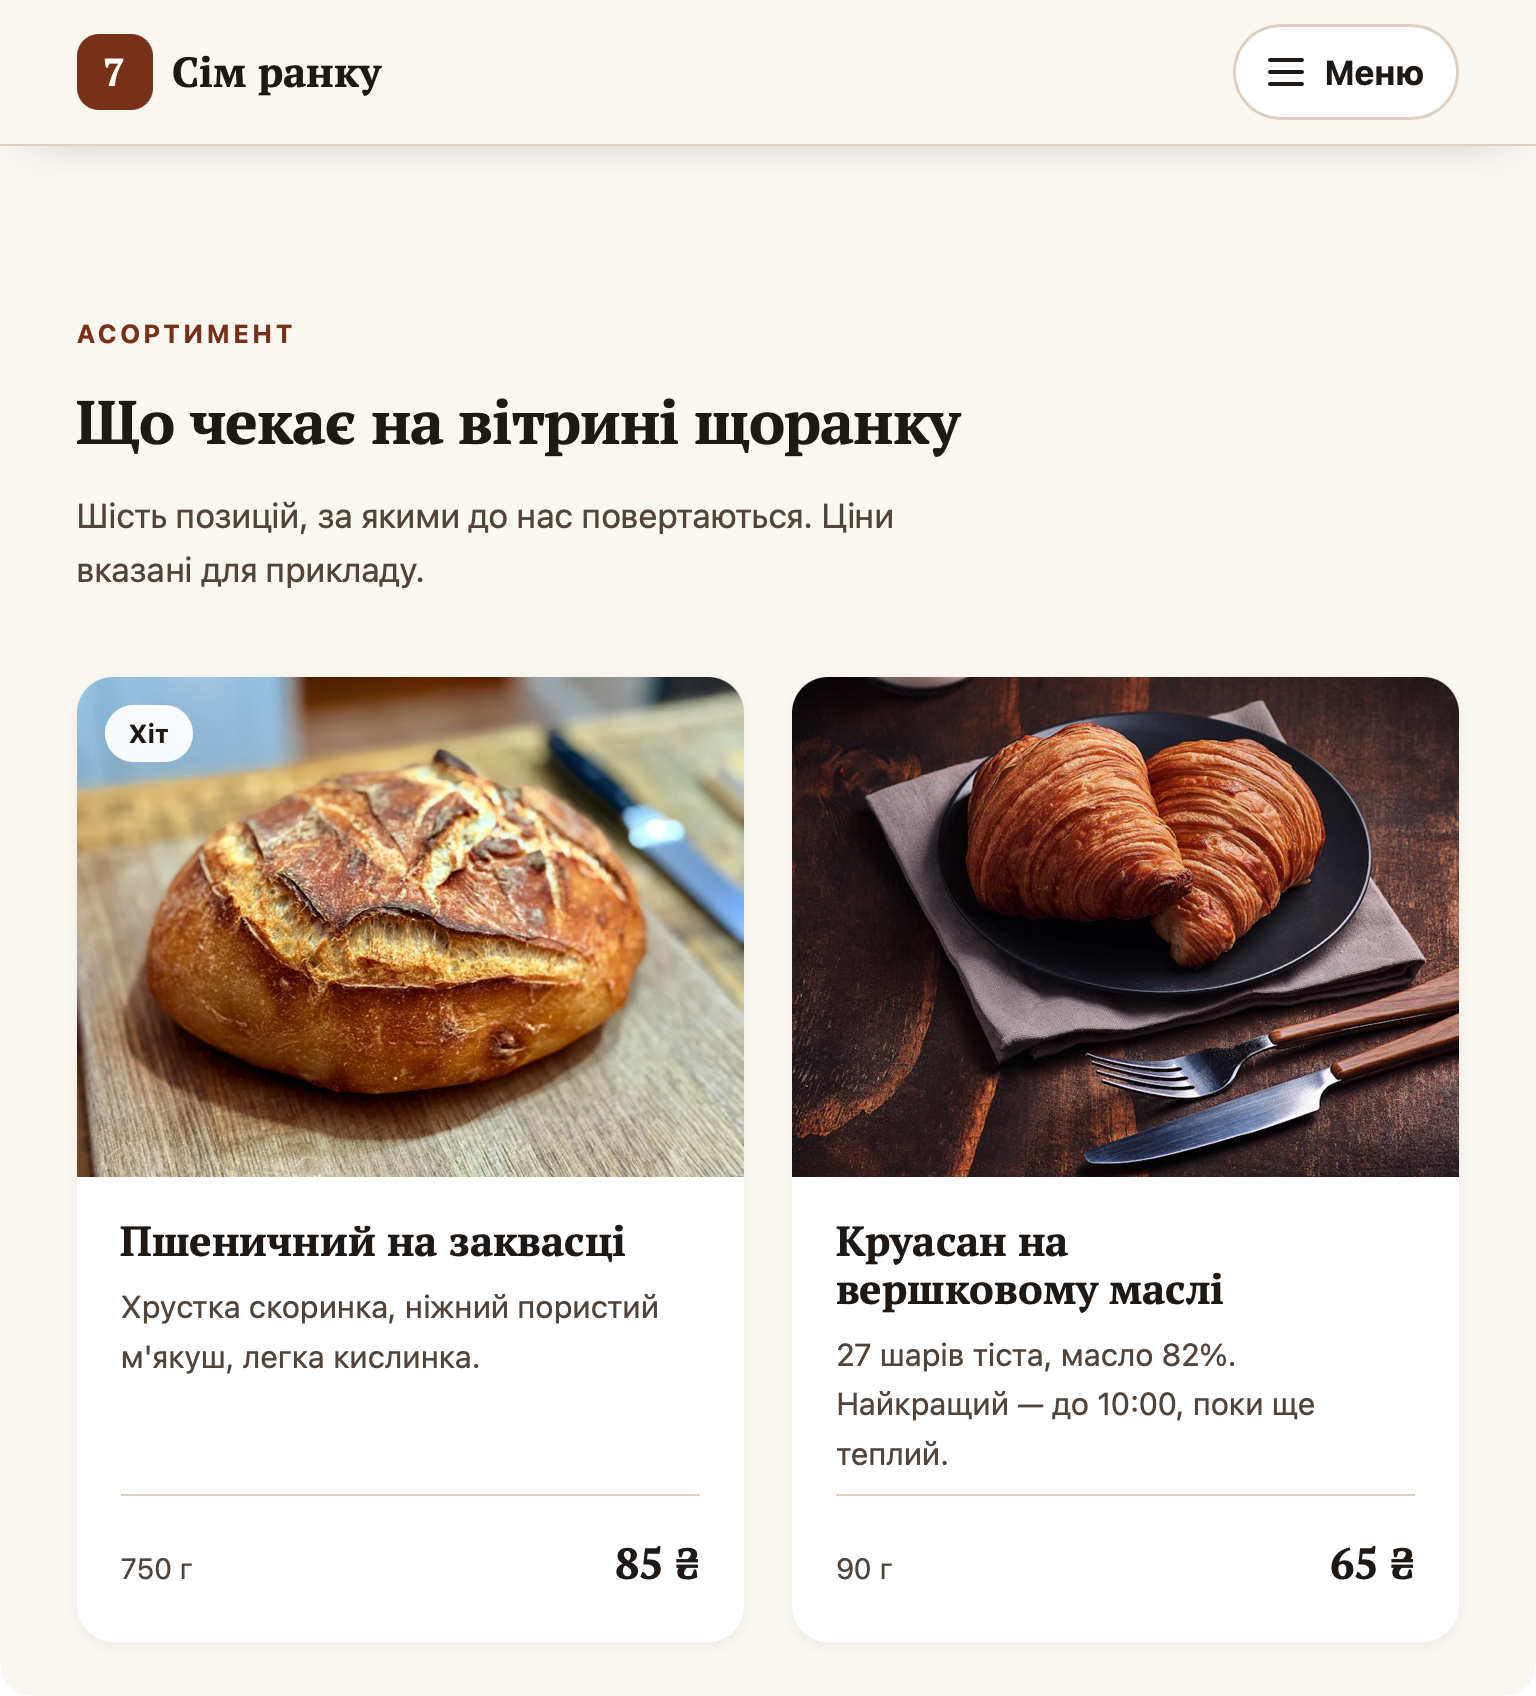 7
Сім ранку
Меню
АСОРТИМЕНТ
Що чекає на вітрині щоранку
Шість позицій, за якими до нас повертаються. Ціни
вказані для прикладу.
Хіт
Пшеничний на заквасці
Хрустка скоринка, ніжний пористий
м'якуш, легка кислинка.
750 г
85 ₴
Круасан на
вершковому маслі
27 шарів тіста, масло 82%.
Найкращий — до 10:00, поки ще
теплий.
90 г
65 ₴